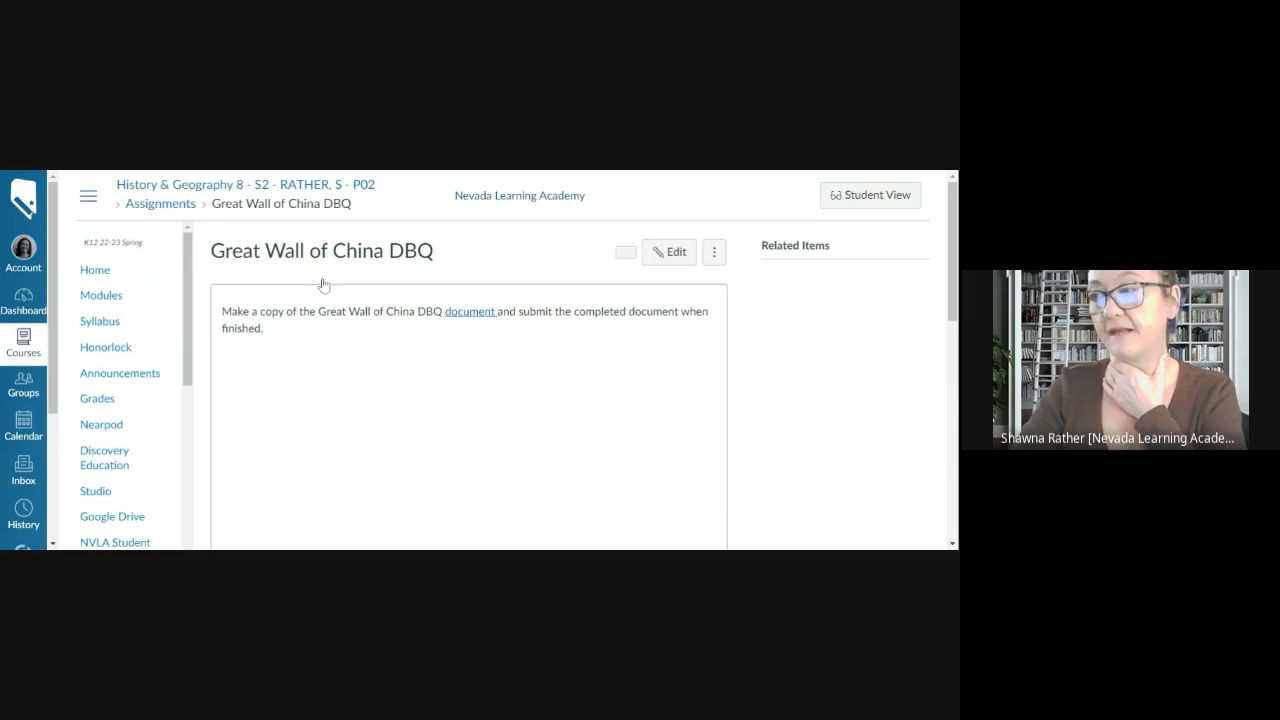 History & Geography 8 - S2 - RATHER, S - P02
› Assignments › Great Wall of China DBQ
Nevada Learning Academy
Student View
Account
Dashboard
Courses
Groups
Calendar
Inbox
History
K12 22-23 Spring
Home
Modules
Syllabus
Honorlock
Announcements
Grades
Nearpod
Discovery
Education
Studio
Google Drive
NVLA Student
Great Wall of China DBQ
Edit
Related Items
Make a copy of the Great Wall of China DBQ document and submit the completed document when
finished.
Shawna Rather [Nevada Learning Acade...